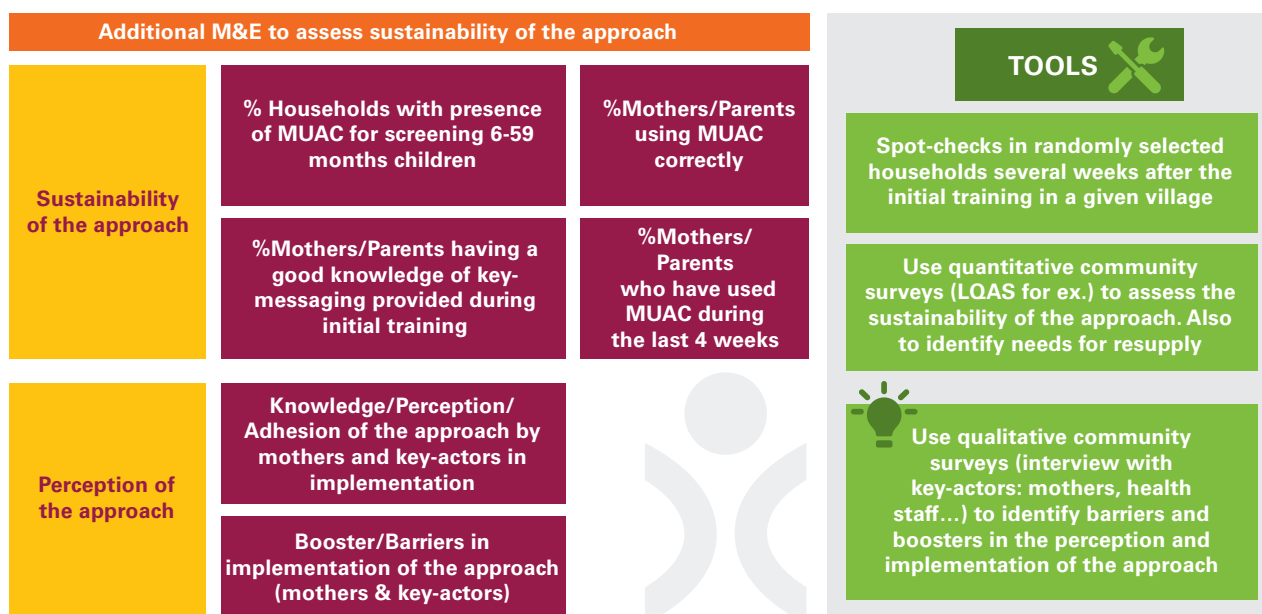 Additional M&E to assess sustainability of the approach
Sustainability
of the approach
% Households with presence
of MUAC for screening 6-59
months children
%Mothers/Parents
using MUAC
correctly
%Mothers/Parents having a
good knowledge of key-
messaging provided during
initial training
%Mothers/
Parents
who have used
MUAC during
the last 4 weeks
Perception of
the approach
Knowledge/Perception/
Adhesion of the approach by
mothers and key-actors in
implementation
Booster/Barriers in
implementation of the approach
(mothers & key-actors)
TOOLS
Spot-checks in randomly selected
households several weeks after the
initial training in a given village
Use quantitative community
surveys (LQAS for ex.) to assess the
sustainability of the approach. Also
to identify needs for resupply
Use qualitative community
surveys (interview with
key-actors: mothers, health
staff...) to identify barriers and
boosters in the perception and
implementation of the approach